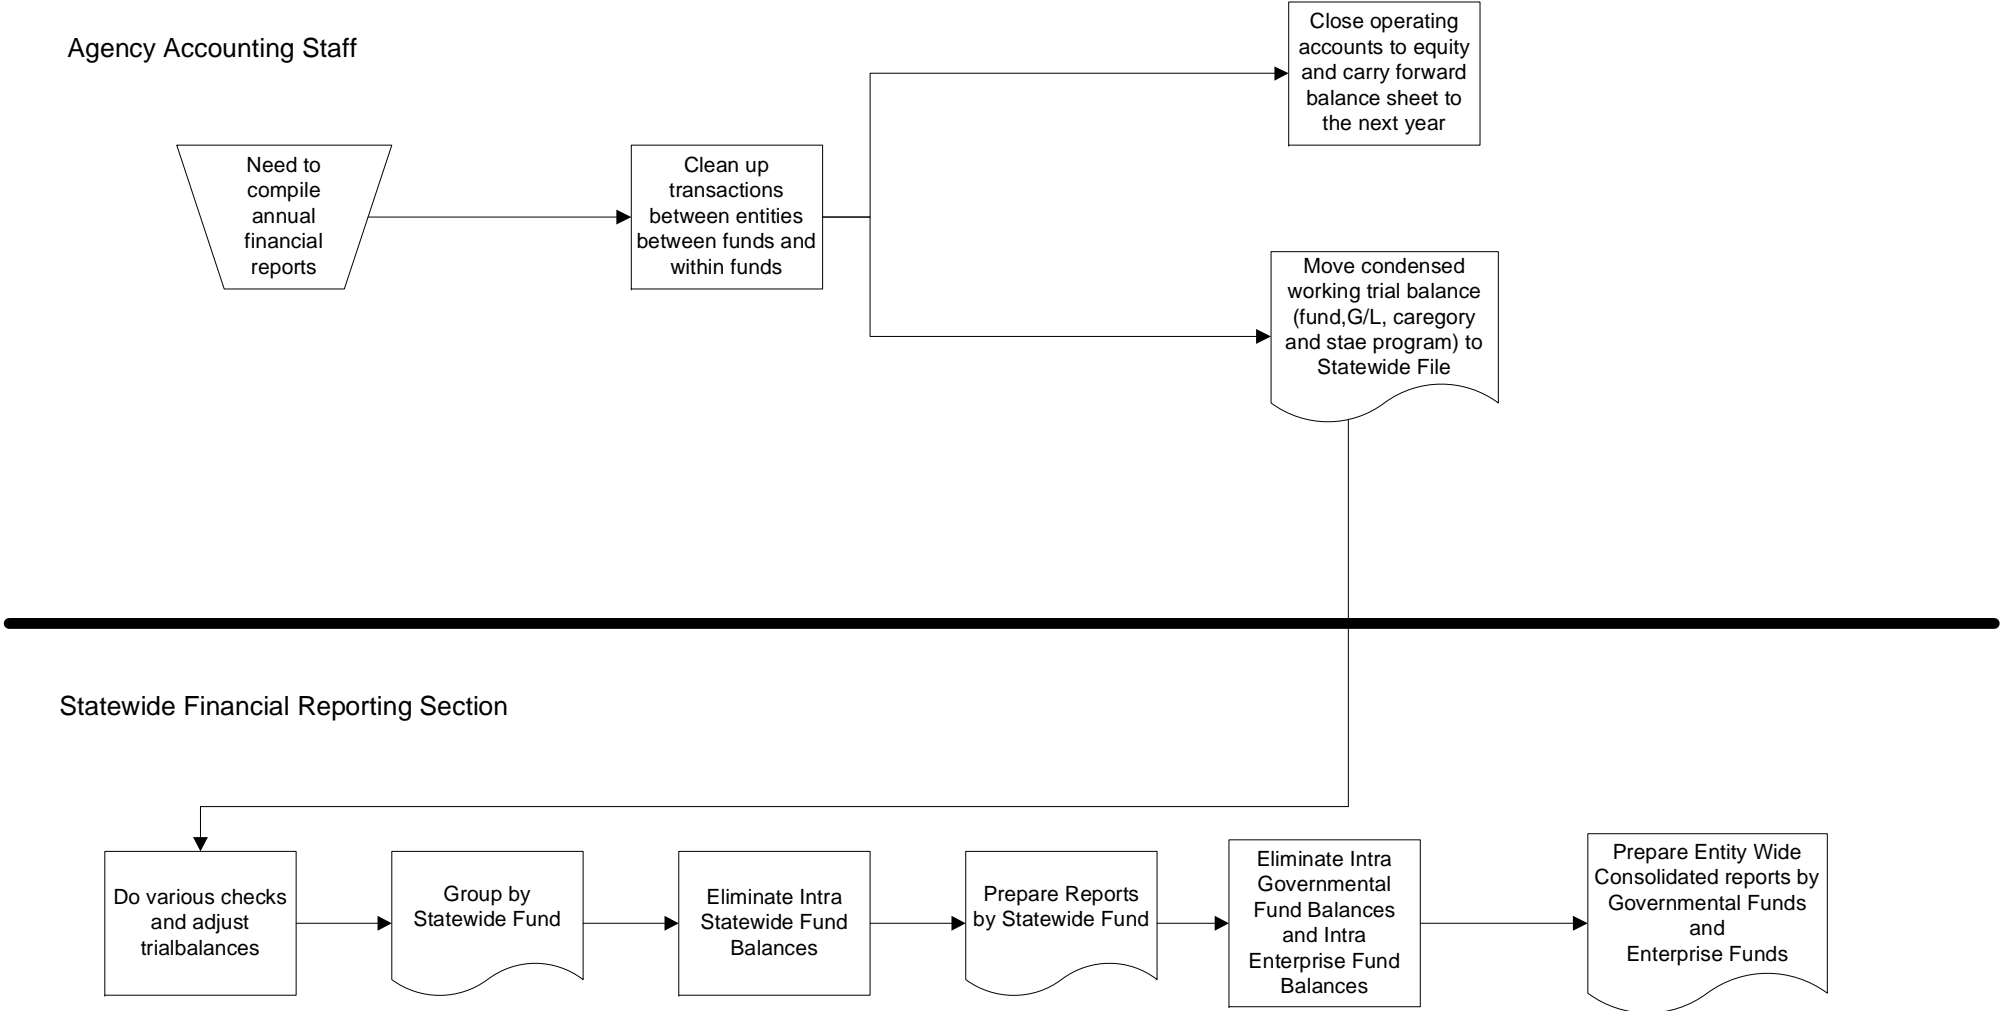 Agency Accounting Staff
Need to
compile
annual
financial
reports
Clean up
transactions
between entities
between funds and
within funds
Close operating
accounts to equity
and carry forward
balance sheet to
the next year
Move condensed
working trial balance
(fund,G/L, caregory
and stae program) to
Statewide File
Statewide Financial Reporting Section
Do various checks
and adjust
trialbalances
Group by
Statewide Fund
Eliminate Intra
Statewide Fund
Balances
Prepare Reports
by Statewide Fund
Eliminate Intra
Governmental
Fund Balances
and Intra
Enterprise Fund
Balances
Prepare Entity Wide
Consolidated reports by
Governmental Funds
and
Enterprise Funds